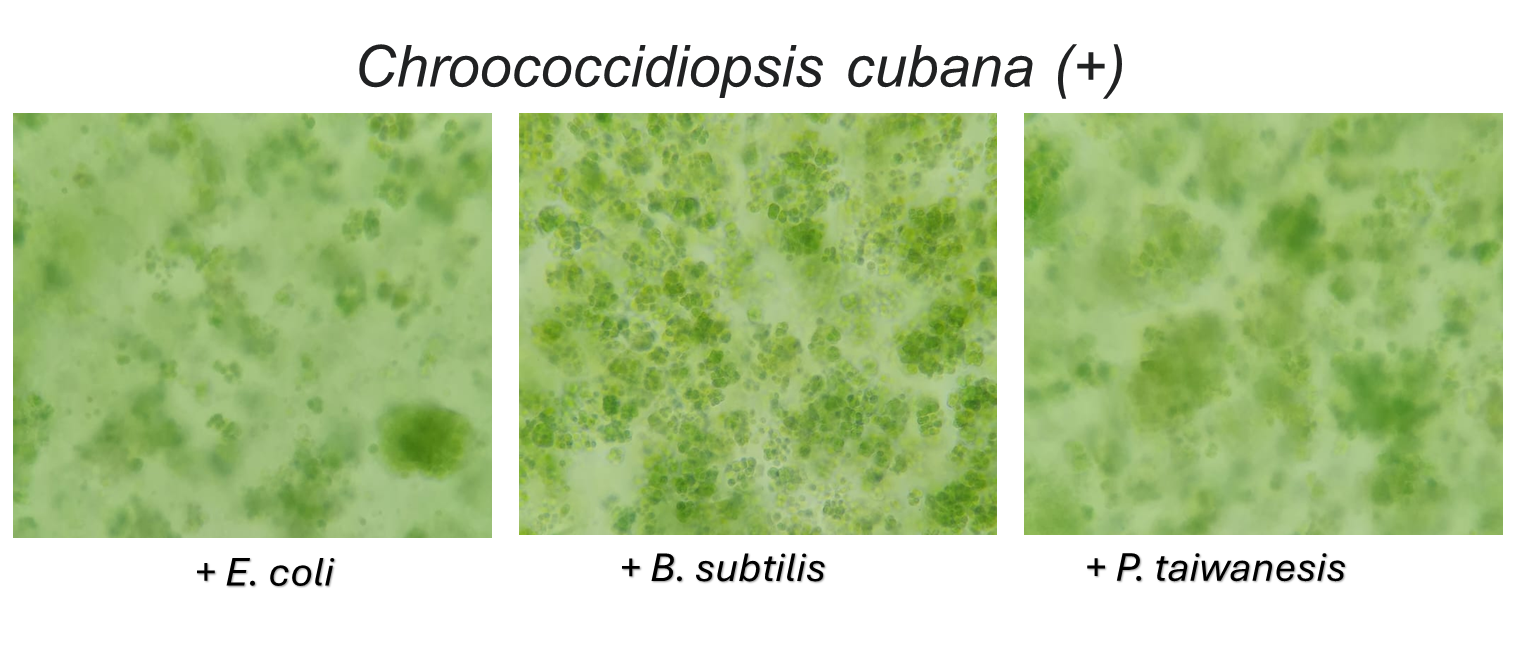 Chroococcidiopsis cubana (+)
+ E. coli
+ B. subtilis
+ P. taiwanesis